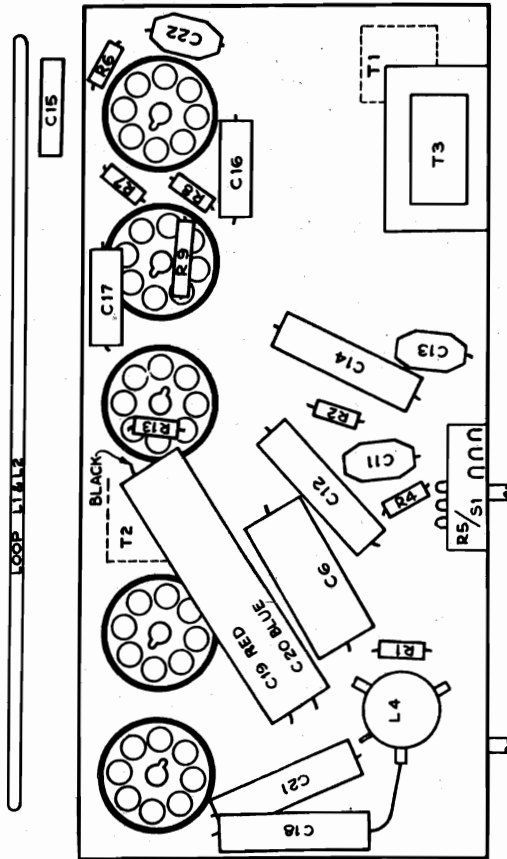 C22
R6
T1
C15
T3
C16
R7
R8
R9
C17
C14
C13
R2
R13
LOOP L1 & L2
BLACK
C11
C12
R4
R5/S1
T2
C6
C19 RED
C20 BLUE
R1
L4
C21
C18